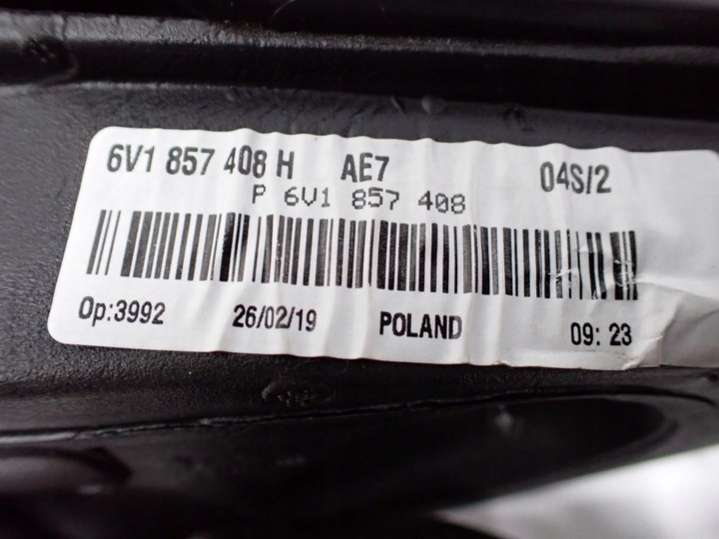 6V1 857 408 H AE7 04S/2
P 6V1 857 408
Op:3992 26/02/19 POLAND 09: 23